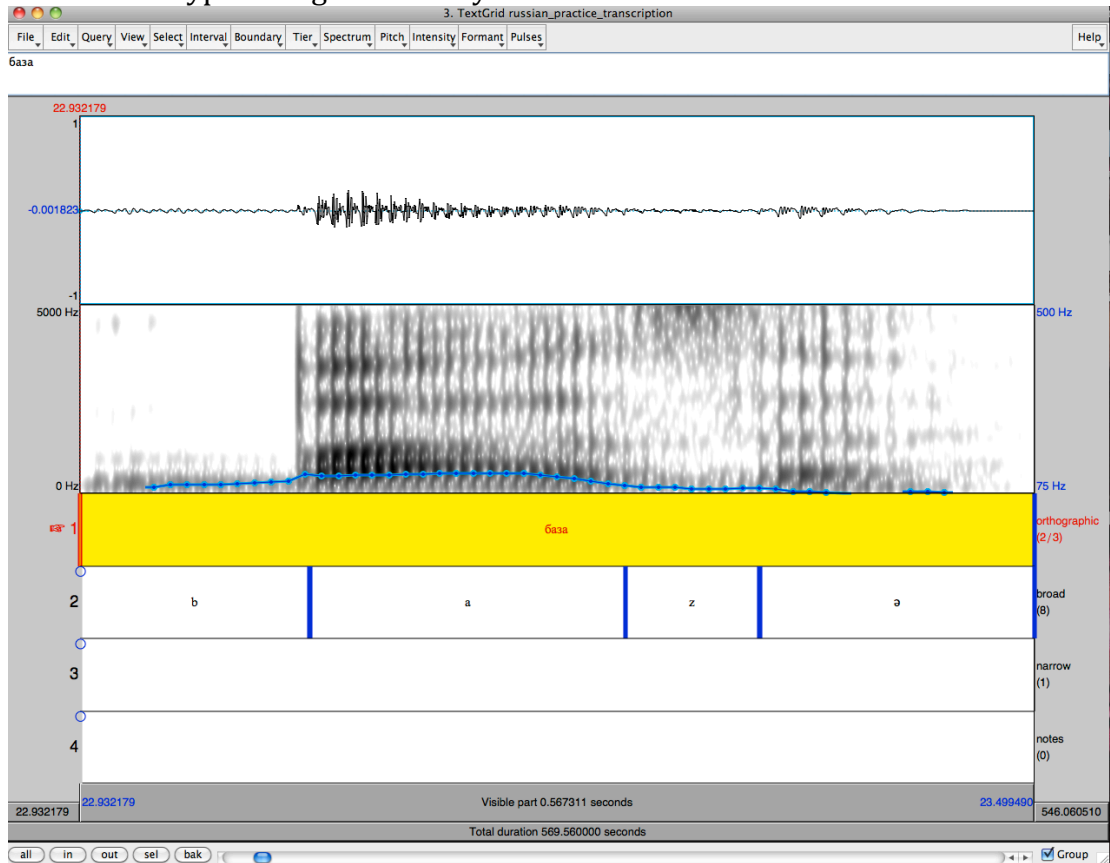 3. TextGrid russian_practice_transcription
File Edit Query View Select Interval Boundary Tier Spectrum Pitch Intensity Formant Pulses Help
база
22.932179
1
-0.001823
-1
5000 Hz 500 Hz
0 Hz 75 Hz
1 база orthographic
(2/3)
2 b a z ə broad
(8)
3 narrow
(1)
4 notes
(0)
22.932179 22.932179 Visible part 0.567311 seconds 23.499490 546.060510
Total duration 569.560000 seconds
all in out sel bak Group